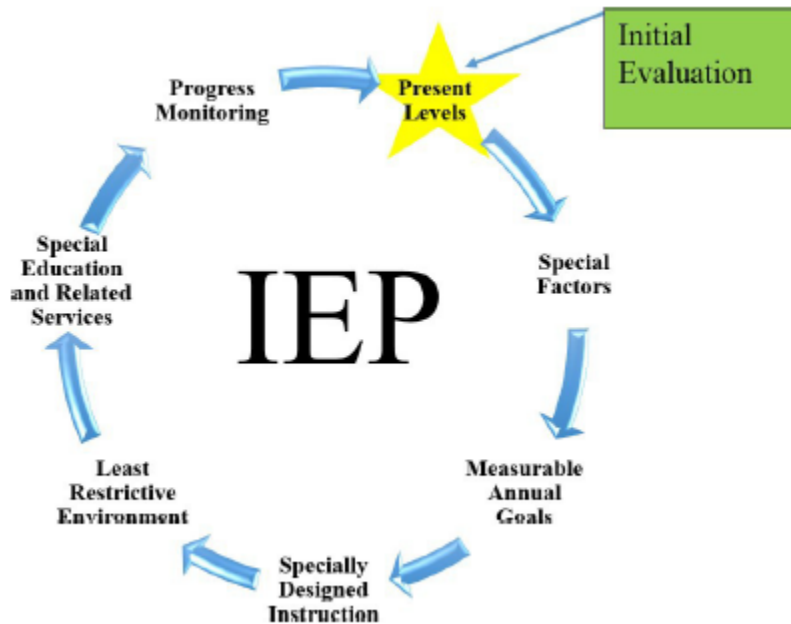 Initial
Evaluation
Present
Levels
Special
Factors
Measurable
Annual
Goals
Specially
Designed
Instruction
Least
Restrictive
Environment
Special
Education
and Related
Services
Progress
Monitoring
IEP